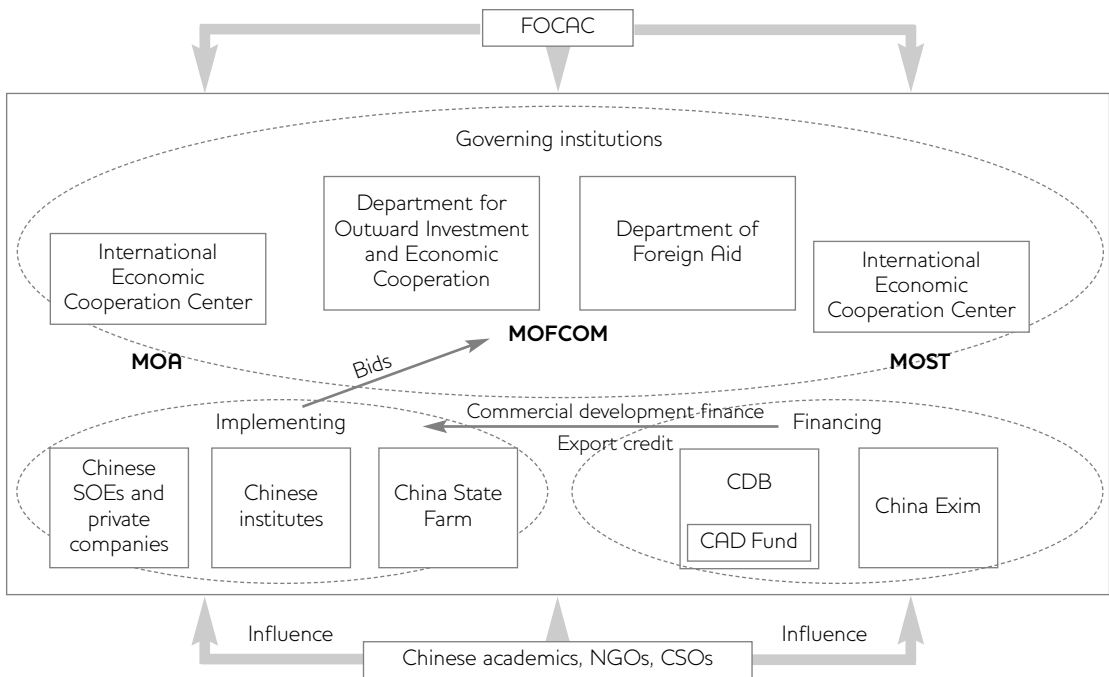 FOCAC
Governing institutions
Department for
Outward Investment
and Economic
Cooperation
Department of
Foreign Aid
International
Economic
Cooperation Center
International
Economic
Cooperation Center
MOFCOM
MOA
MOST
Bids
Implementing
Commercial development finance
Export credit
Financing
Chinese
SOEs and
private
companies
Chinese
institutes
China State
Farm
CDB
CAD Fund
China Exim
Influence
Influence
Chinese academics, NGOs, CSOs